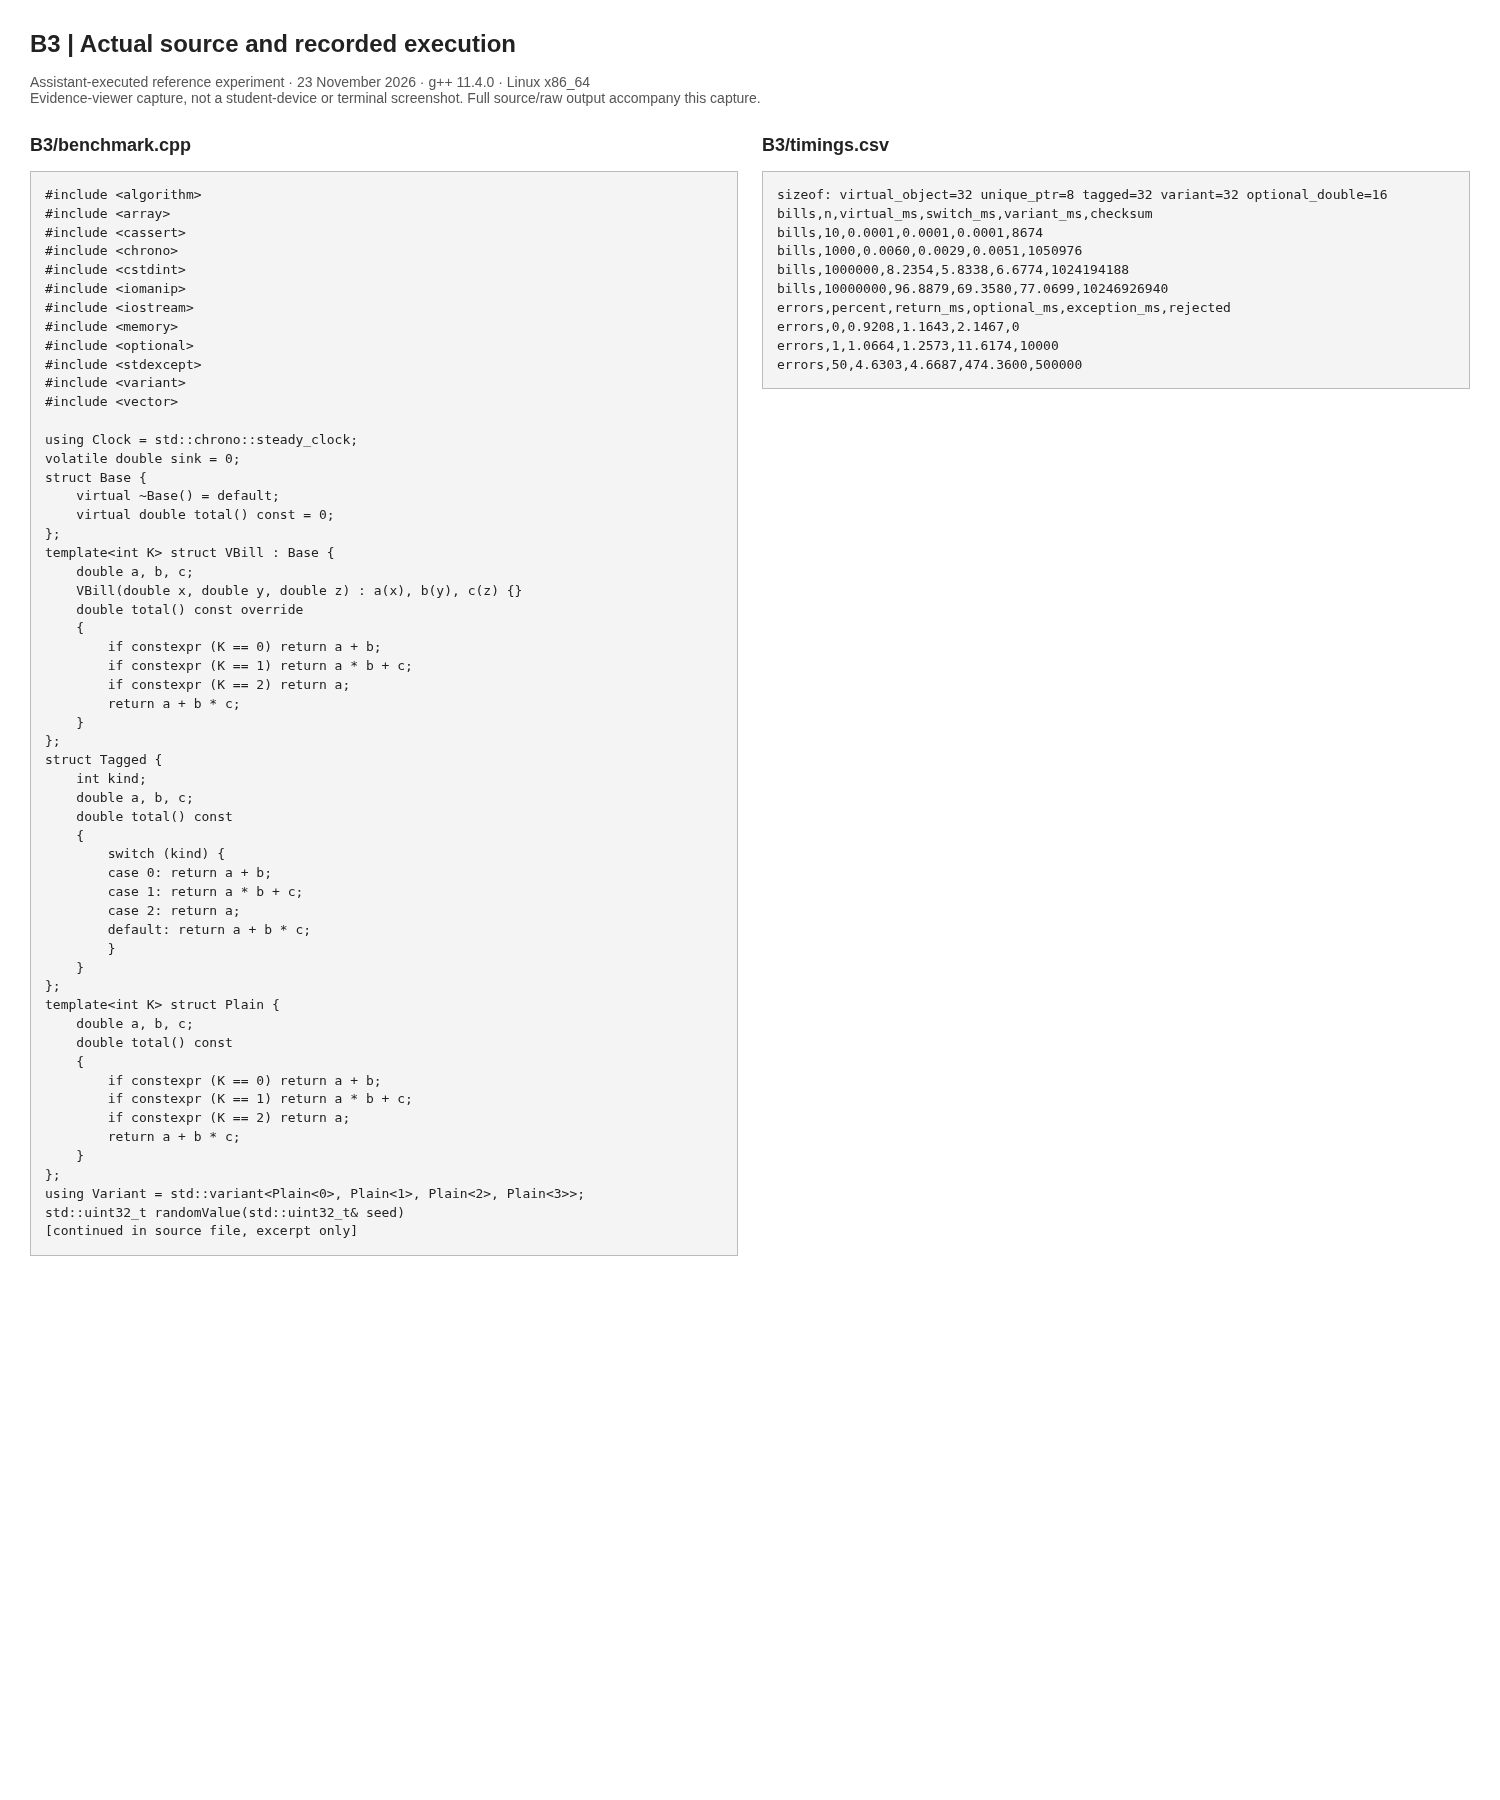 B3 | Actual source and recorded execution
Assistant-executed reference experiment · 23 November 2026 · g++ 11.4.0 · Linux x86_64
Evidence-viewer capture, not a student-device or terminal screenshot. Full source/raw output accompany this capture.
B3/benchmark.cpp
#include <algorithm>
#include <array>
#include <cassert>
#include <chrono>
#include <cstdint>
#include <iomanip>
#include <iostream>
#include <memory>
#include <optional>
#include <stdexcept>
#include <variant>
#include <vector>

using Clock = std::chrono::steady_clock;
volatile double sink = 0;
struct Base {
    virtual ~Base() = default;
    virtual double total() const = 0;
};
template<int K> struct VBill : Base {
    double a, b, c;
    VBill(double x, double y, double z) : a(x), b(y), c(z) {}
    double total() const override
    {
        if constexpr (K == 0) return a + b;
        if constexpr (K == 1) return a * b + c;
        if constexpr (K == 2) return a;
        return a + b * c;
    }
};
struct Tagged {
    int kind;
    double a, b, c;
    double total() const
    {
        switch (kind) {
        case 0: return a + b;
        case 1: return a * b + c;
        case 2: return a;
        default: return a + b * c;
        }
    }
};
template<int K> struct Plain {
    double a, b, c;
    double total() const
    {
        if constexpr (K == 0) return a + b;
        if constexpr (K == 1) return a * b + c;
        if constexpr (K == 2) return a;
        return a + b * c;
    }
};
using Variant = std::variant<Plain<0>, Plain<1>, Plain<2>, Plain<3>>;
std::uint32_t randomValue(std::uint32_t& seed)
[continued in source file, excerpt only]
B3/timings.csv
sizeof: virtual_object=32 unique_ptr=8 tagged=32 variant=32 optional_double=16
bills,n,virtual_ms,switch_ms,variant_ms,checksum
bills,10,0.0001,0.0001,0.0001,8674
bills,1000,0.0060,0.0029,0.0051,1050976
bills,1000000,8.2354,5.8338,6.6774,1024194188
bills,10000000,96.8879,69.3580,77.0699,10246926940
errors,percent,return_ms,optional_ms,exception_ms,rejected
errors,0,0.9208,1.1643,2.1467,0
errors,1,1.0664,1.2573,11.6174,10000
errors,50,4.6303,4.6687,474.3600,500000